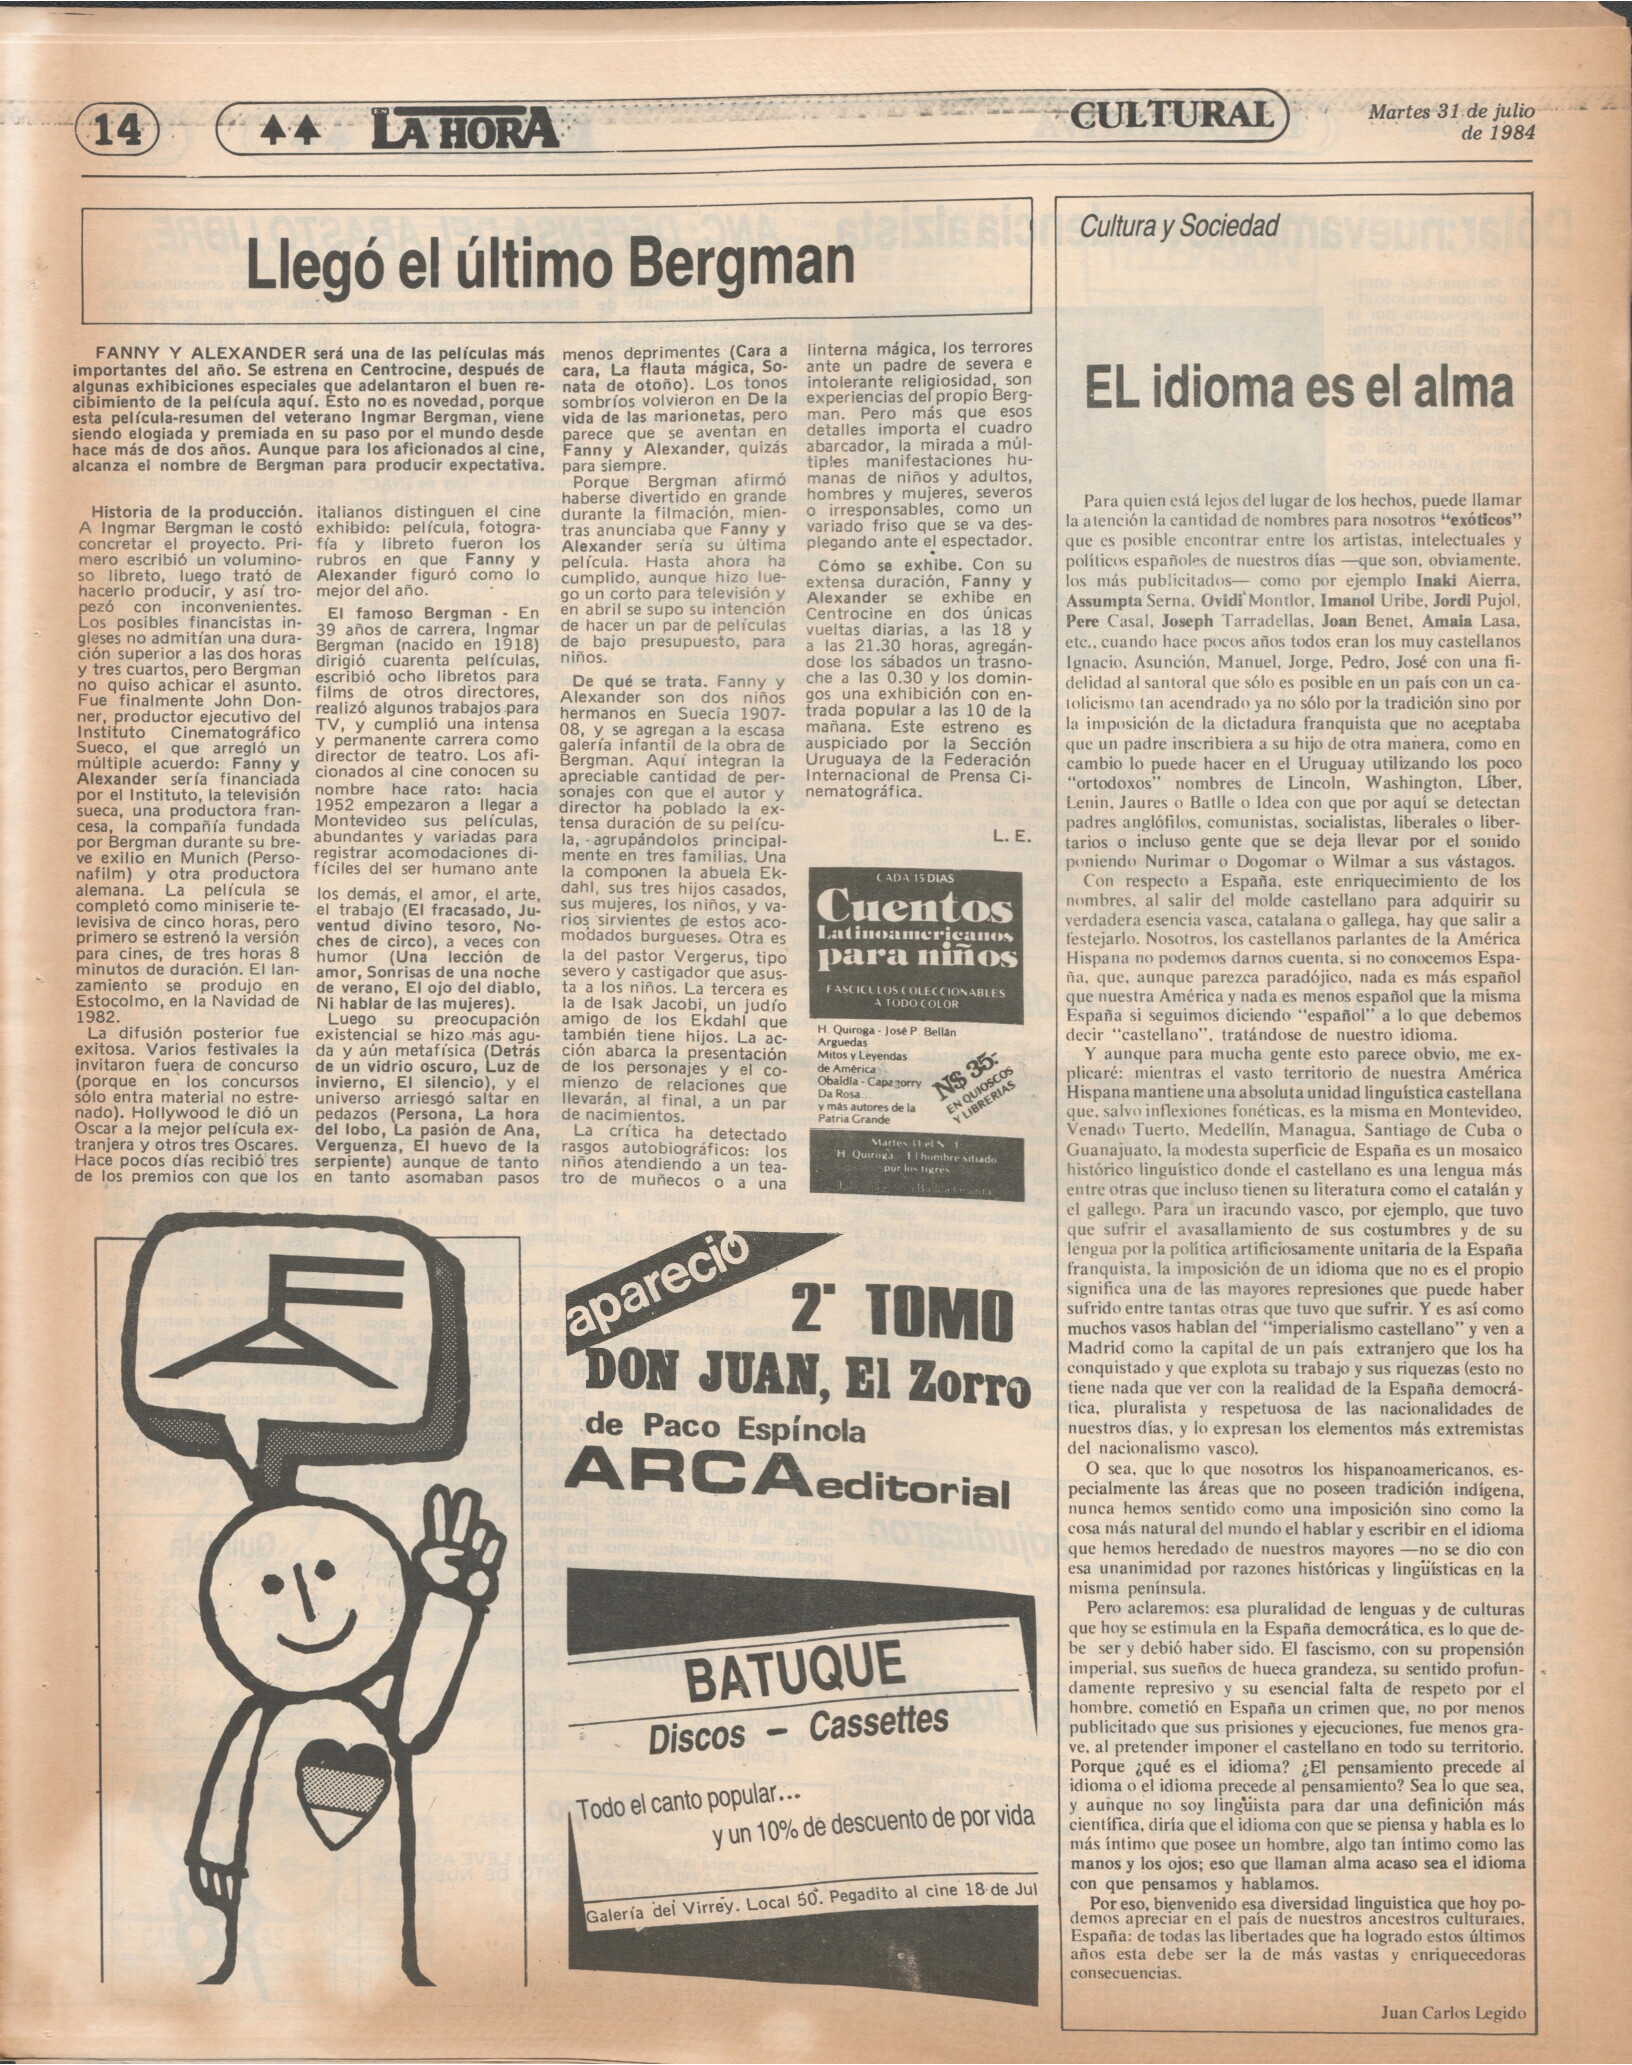 14
EN
LA HORA
CULTURAL
Martes 31 de julio
de 1984
Llegó el último Bergman
FANNY Y ALEXANDER será una de las películas más
importantes del año. Se estrena en Centrocine, después de
algunas exhibiciones especiales que adelantaron el buen re-
cibimiento de la película aquí. Esto no es novedad, porque
esta película-resumen del veterano Ingmar Bergman, viene
siendo elogiada y premiada en su paso por el mundo desde
hace más de dos años. Aunque para los aficionados al cine,
alcanza el nombre de Bergman para producir expectativa.
Historia de la producción.
A Ingmar Bergman le costó
concretar el proyecto. Pri-
mero escribió un volumino-
so libreto, luego trató de
hacerlo producir, y así tro-
pezó con inconvenientes.
Los posibles financistas in-
gleses no admitían una dura-
ción superior a las dos horas
y tres cuartos, pero Bergman
no quiso achicar el asunto.
Fue finalmente John Don-
ner, productor ejecutivo del
Instituto Cinematográfico
Sueco, el que arregló un
múltiple acuerdo: Fanny y
Alexander sería financiada
por el Instituto, la televisión
sueca, una productora fran-
cesa, la compañía fundada
por Bergman durante su bre-
ve exilio en Munich (Perso-
nafilm) y otra productora
alemana. La película se
completó como miniserie te-
levisiva de cinco horas, pero
primero se estrenó la versión
para cines, de tres horas 8
minutos de duración. El lan-
zamiento se produjo en
Estocolmo, en la Navidad de
1982.
La difusión posterior fue
exitosa. Varios festivales la
invitaron fuera de concurso
(porque en los concursos
sólo entra material no estre-
nado). Hollywood le dió un
Oscar a la mejor película ex-
tranjera y otros tres Oscares.
Hace pocos días recibió tres
de los premios con que los
italianos distinguen el cine
exhibido: película, fotogra-
fía y libreto fueron los
rubros en que Fanny y
Alexander figuró como lo
mejor del año.
El famoso Bergman - En
39 años de carrera, Ingmar
Bergman (nacido en 1918)
dirigió cuarenta películas,
escribió ocho libretos para
films de otros directores,
realizó algunos trabajos para
TV, y cumplió una intensa
y permanente carrera como
director de teatro. Los afi-
cionados al cine conocen su
nombre hace rato: hacia
1952 empezaron a llegar a
Montevideo sus películas,
abundantes y variadas para
registrar acomodaciones di-
fíciles del ser humano ante
los demás, el amor, el arte,
el trabajo (El fracasado, Ju-
ventud divino tesoro, No-
ches de circo), a veces con
humor (Una lección de
amor, Sonrisas de una noche
de verano, El ojo del diablo,
Ni hablar de las mujeres).
Luego su preocupación
existencial se hizo más agu-
da y aún metafísica (Detrás
de un vidrio oscuro, Luz de
invierno, El silencio), y el
universo arriesgó saltar en
pedazos (Persona, La hora
del lobo, La pasión de Ana,
Verguenza, El huevo de la
serpiente) aunque de tanto
en tanto asomaban pasos
menos deprimentes (Cara a
cara, La flauta mágica, So-
nata de otoño). Los tonos
sombríos volvieron en De la
vida de las marionetas, pero
parece que se aventan en
Fanny y Alexander, quizás
para siempre.
Porque Bergman afirmó
haberse divertido en grande
durante la filmación, mien-
tras anunciaba que Fanny y
Alexander sería su última
película. Hasta ahora ha
cumplido, aunque hizo lue-
go un corto para televisión y
en abril se supo su intención
de hacer un par de películas
de bajo presupuesto, para
niños.
De qué se trata. Fanny y
Alexander son dos niños
hermanos en Suecia 1907-
08, y se agregan a la escasa
galería infantil de la obra de
Bergman. Aquí integran la
apreciable cantidad de per-
sonajes con que el autor y
director ha poblado la ex-
tensa duración de su pelícu-
la, agrupándolos principal-
mente en tres familias. Una
la componen la abuela Ek-
dahl, sus tres hijos casados,
sus mujeres, los niños, y va-
rios sirvientes de estos aco-
modados burgueses. Otra es
la del pastor Vergerus, tipo
severo y castigador que asus-
ta a los niños. La tercera es
la de Isak Jacobi, un judío
amigo de los Ekdahl que
también tiene hijos. La ac-
ción abarca la presentación
de los personajes y el co-
mienzo de relaciones que
llevarán, al final, a un par
de nacimientos.
La crítica ha detectado
rasgos autobiográficos: los
niños atendiendo a un tea-
tro de muñecos o a una
linterna mágica, los terrores
ante un padre de severa e
intolerante religiosidad, son
experiencias del propio Berg-
man. Pero más que esos
detalles importa el cuadro
abarcador, la mirada a múl-
tiples manifestaciones hu-
manas de niños y adultos,
hombres y mujeres, severos
o irresponsables, como un
variado friso que se va des-
plegando ante el espectador.
Cómo se exhibe. Con su
extensa duración, Fanny y
Alexander se exhibe en
Centrocine en dos únicas
vueltas diarias, a las 18 y
a las 21.30 horas, agregán-
dose los sábados un trasno-
che a las 0.30 y los domin-
gos una exhibición con en-
trada popular a las 10 de la
mañana. Este estreno es
auspiciado por la Sección
Uruguaya de la Federación
Internacional de Prensa Ci-
nematográfica.
L. E.
CADA 15 DIAS
Cuentos
Latinoamericanos
para niños
FASCICULOS COLECCIONABLES
A TODO COLOR
H. Quiroga - José P. Bellán
Arguedas
Mitos y Leyendas
de América
Obaldía - Capagorry
Da Rosa...
y más autores de la
Patria Grande
N$ 35.-
EN QUIOSCOS
Y LIBRERIAS
Martes
H. Quiroga El hombre sitiado
por los tigres
aparecio
2º TOMO
DON JUAN, El Zorro
de Paco Espínola
ARCA editorial
BATUQUE
Discos – Cassettes
Todo el canto popular...
y un 10% de descuento de por vida
Galería del Virrey. Local 50. Pegadito al cine 18 de Jul
Cultura y Sociedad
EL idioma es el alma
Para quien está lejos del lugar de los hechos, puede llamar
la atención la cantidad de nombres para nosotros "exóticos"
que es posible encontrar entre los artistas, intelectuales y
políticos españoles de nuestros días —que son, obviamente,
los más publicitados— como por ejemplo Inaki Aierra,
Assumpta Serna, Ovidi Montlor, Imanol Uribe, Jordi Pujol,
Pere Casal, Joseph Tarradellas, Joan Benet, Amaia Lasa,
etc., cuando hace pocos años todos eran los muy castellanos
Ignacio, Asunción, Manuel, Jorge, Pedro, José con una fi-
delidad al santoral que sólo es posible en un país con un ca-
tolicismo tan acendrado ya no sólo por la tradición sino por
la imposición de la dictadura franquista que no aceptaba
que un padre inscribiera a su hijo de otra manera, como en
cambio lo puede hacer en el Uruguay utilizando los poco
"ortodoxos" nombres de Lincoln, Washington, Líber,
Lenin, Jaures o Batlle o Idea con que por aquí se detectan
padres anglófilos, comunistas, socialistas, liberales o liber-
tarios o incluso gente que se deja llevar por el sonido
poniendo Nurimar o Dogomar o Wilmar a sus vástagos.
Con respecto a España, este enriquecimiento de los
nombres, al salir del molde castellano para adquirir su
verdadera esencia vasca, catalana o gallega, hay que salir a
festejarlo. Nosotros, los castellanos parlantes de la América
Hispana no podemos darnos cuenta, si no conocemos Espa-
ña, que, aunque parezca paradójico, nada es más español
que nuestra América y nada es menos español que la misma
España si seguimos diciendo "español" a lo que debemos
decir "castellano", tratándose de nuestro idioma.
Y aunque para mucha gente esto parece obvio, me ex-
plicaré: mientras el vasto territorio de nuestra América
Hispana mantiene una absoluta unidad linguística castellana
que, salvo inflexiones fonéticas, es la misma en Montevideo,
Venado Tuerto, Medellín, Managua, Santiago de Cuba o
Guanajuato, la modesta superficie de España es un mosaico
histórico linguístico donde el castellano es una lengua más
entre otras que incluso tienen su literatura como el catalán y
el gallego. Para un iracundo vasco, por ejemplo, que tuvo
que sufrir el avasallamiento de sus costumbres y de su
lengua por la política artificiosamente unitaria de la España
franquista, la imposición de un idioma que no es el propio
significa una de las mayores represiones que puede haber
sufrido entre tantas otras que tuvo que sufrir. Y es así como
muchos vasos hablan del "imperialismo castellano" y ven a
Madrid como la capital de un país extranjero que los ha
conquistado y que explota su trabajo y sus riquezas (esto no
tiene nada que ver con la realidad de la España democrá-
tica, pluralista y respetuosa de las nacionalidades de
nuestros días, y lo expresan los elementos más extremistas
del nacionalismo vasco).
O sea, que lo que nosotros los hispanoamericanos, es-
pecialmente las áreas que no poseen tradición indígena,
nunca hemos sentido como una imposición sino como la
cosa más natural del mundo el hablar y escribir en el idioma
que hemos heredado de nuestros mayores —no se dio con
esa unanimidad por razones históricas y lingüísticas en la
misma península.
Pero aclaremos: esa pluralidad de lenguas y de culturas
que hoy se estimula en la España democrática, es lo que de-
be ser y debió haber sido. El fascismo, con su propensión
imperial, sus sueños de hueca grandeza, su sentido profun-
damente represivo y su esencial falta de respeto por el
hombre, cometió en España un crimen que, no por menos
publicitado que sus prisiones y ejecuciones, fue menos gra-
ve, al pretender imponer el castellano en todo su territorio.
Porque ¿qué es el idioma? ¿El pensamiento precede al
idioma o el idioma precede al pensamiento? Sea lo que sea,
y aunque no soy lingüista para dar una definición más
científica, diría que el idioma con que se piensa y habla es lo
más íntimo que posee un hombre, algo tan íntimo como las
manos y los ojos; eso que llaman alma acaso sea el idioma
con que pensamos y hablamos.
Por eso, bienvenido esa diversidad linguistica que hoy po-
demos apreciar en el país de nuestros ancestros culturales,
España: de todas las libertades que ha logrado estos últimos
años esta debe ser la de más vastas y enriquecedoras
consecuencias.
Juan Carlos Legido